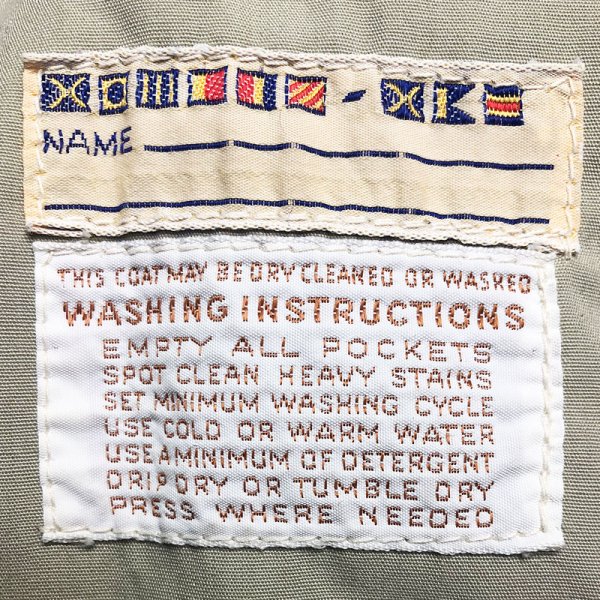 NAME
THIS COAT MAY BE DRY CLEANED OR WASHED
WASHING INSTRUCTIONS
EMPTY ALL POCKETS
SPOT CLEAN HEAVY STAINS
SET MINIMUM WASHING CYCLE
USE COLD OR WARM WATER
USE A MINIMUM OF DETERGENT
DRIP DRY OR TUMBLE DRY
PRESS WHERE NEEDED